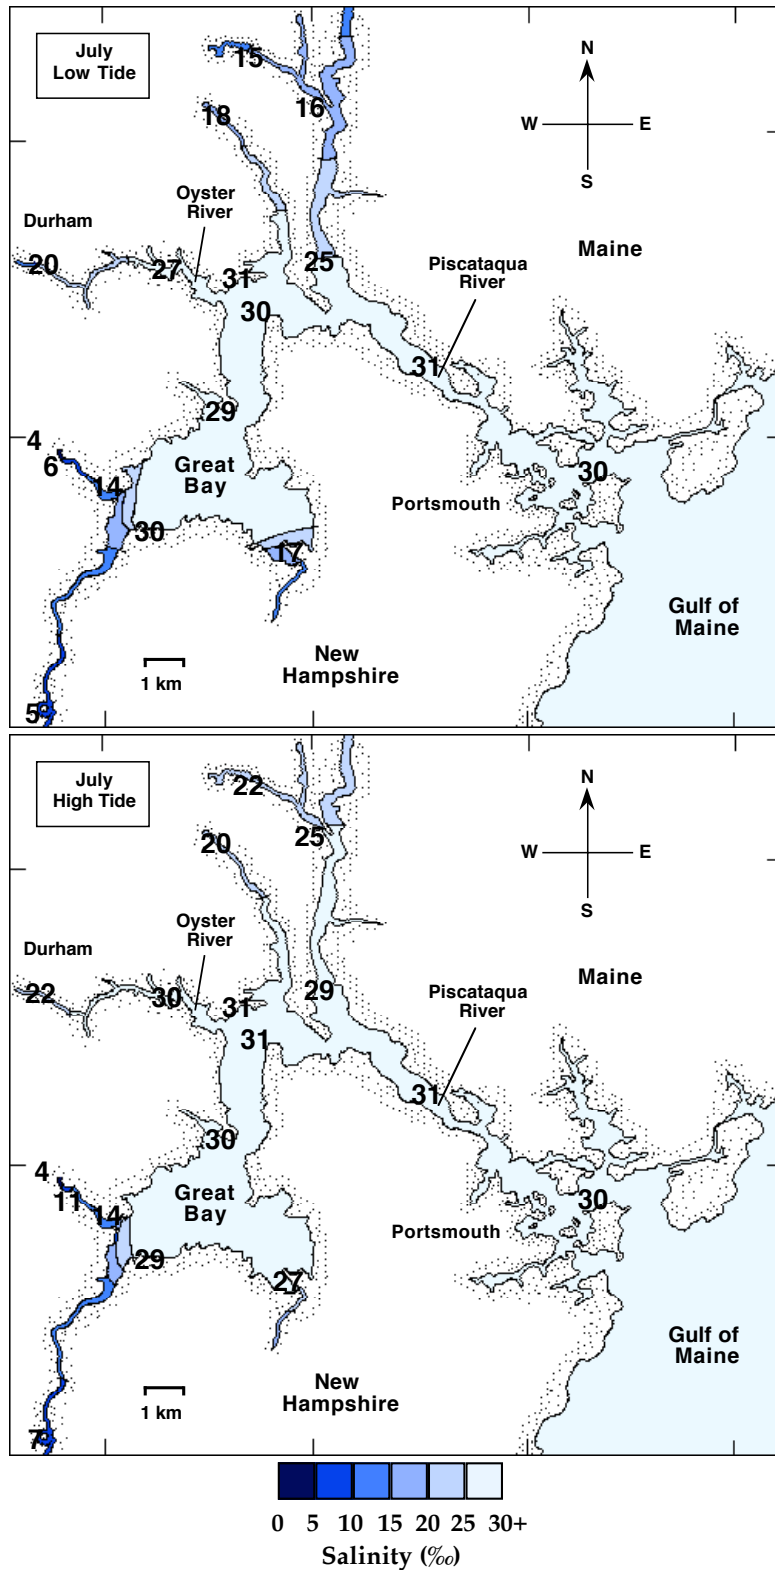 July
Low Tide
15
16
18
N
W
E
S
Oyster
River
Durham
20
27
31
25
30
Maine
Piscataqua
River
31
29
4
6
14
Great
Bay
30
30
Portsmouth
17
Gulf of
Maine
New
Hampshire
1 km
5
July
High Tide
22
25
20
N
W
E
S
Oyster
River
Durham
22
30
31
29
31
Maine
Piscataqua
River
31
30
4
11
14
Great
Bay
30
29
Portsmouth
27
Gulf of
Maine
New
Hampshire
1 km
7
0 5 10 15 20 25 30+
Salinity (‰)